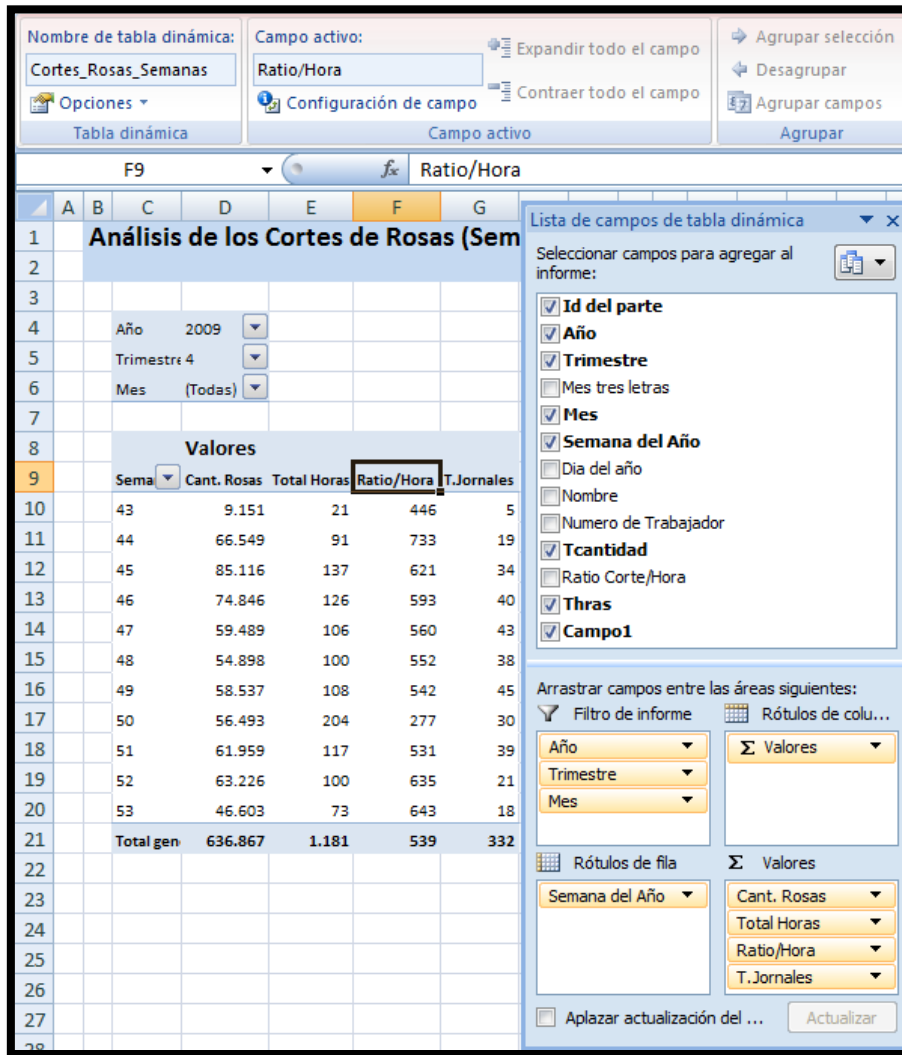 Nombre de tabla dinámica:
Cortes_Rosas_Semanas
Opciones
Tabla dinámica
Campo activo:
Ratio/Hora
Configuración de campo
Expandir todo el campo
Contraer todo el campo
Campo activo
Agrupar selección
Desagrupar
Agrupar campos
Agrupar
F9 fx Ratio/Hora
A B C D E F G
1 Análisis de los Cortes de Rosas (Sem
2
3
4 Año 2009
5 Trimestre 4
6 Mes (Todas)
7
8 Valores
9 Sema Cant. Rosas Total Horas Ratio/Hora T.Jornales
10 43 9.151 21 446 5
11 44 66.549 91 733 19
12 45 85.116 137 621 34
13 46 74.846 126 593 40
14 47 59.489 106 560 43
15 48 54.898 100 552 38
16 49 58.537 108 542 45
17 50 56.493 204 277 30
18 51 61.959 117 531 39
19 52 63.226 100 635 21
20 53 46.603 73 643 18
21 Total gen 636.867 1.181 539 332
22
23
24
25
26
27
28
Lista de campos de tabla dinámica
Seleccionar campos para agregar al
informe:
Id del parte
Año
Trimestre
Mes tres letras
Mes
Semana del Año
Dia del año
Nombre
Numero de Trabajador
Tcantidad
Ratio Corte/Hora
Thras
Campo1
Arrastrar campos entre las áreas siguientes:
Filtro de informe
Año
Trimestre
Mes
Rótulos de colu...
Σ Valores
Rótulos de fila
Semana del Año
Σ Valores
Cant. Rosas
Total Horas
Ratio/Hora
T.Jornales
Aplazar actualización del ...
Actualizar